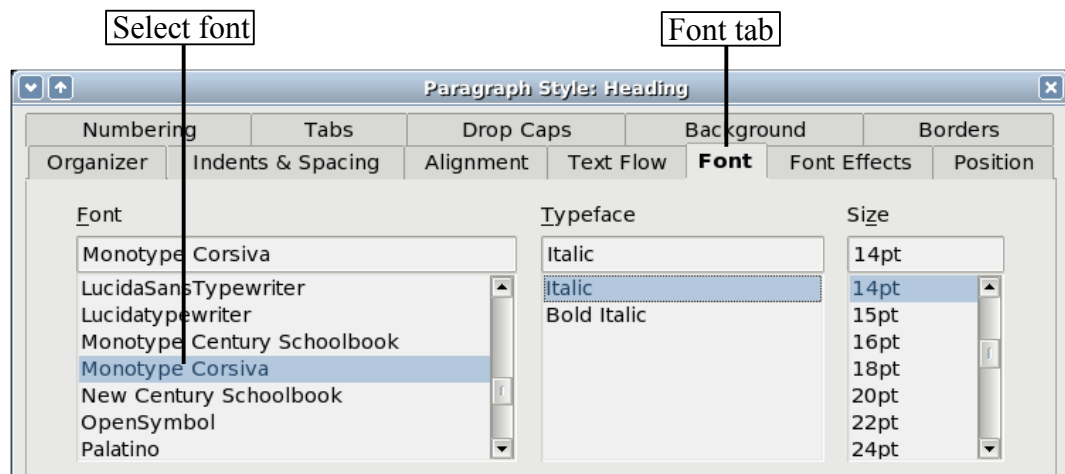 Select font
Font tab
Paragraph Style: Heading
Numbering Tabs Drop Caps Background Borders
Organizer Indents & Spacing Alignment Text Flow Font Font Effects Position
Font Typeface Size
Monotype Corsiva Italic 14pt
LucidaSansTypewriter Italic 14pt
Lucidatypewriter Bold Italic 15pt
Monotype Century Schoolbook 16pt
Monotype Corsiva 18pt
New Century Schoolbook 20pt
OpenSymbol 22pt
Palatino 24pt